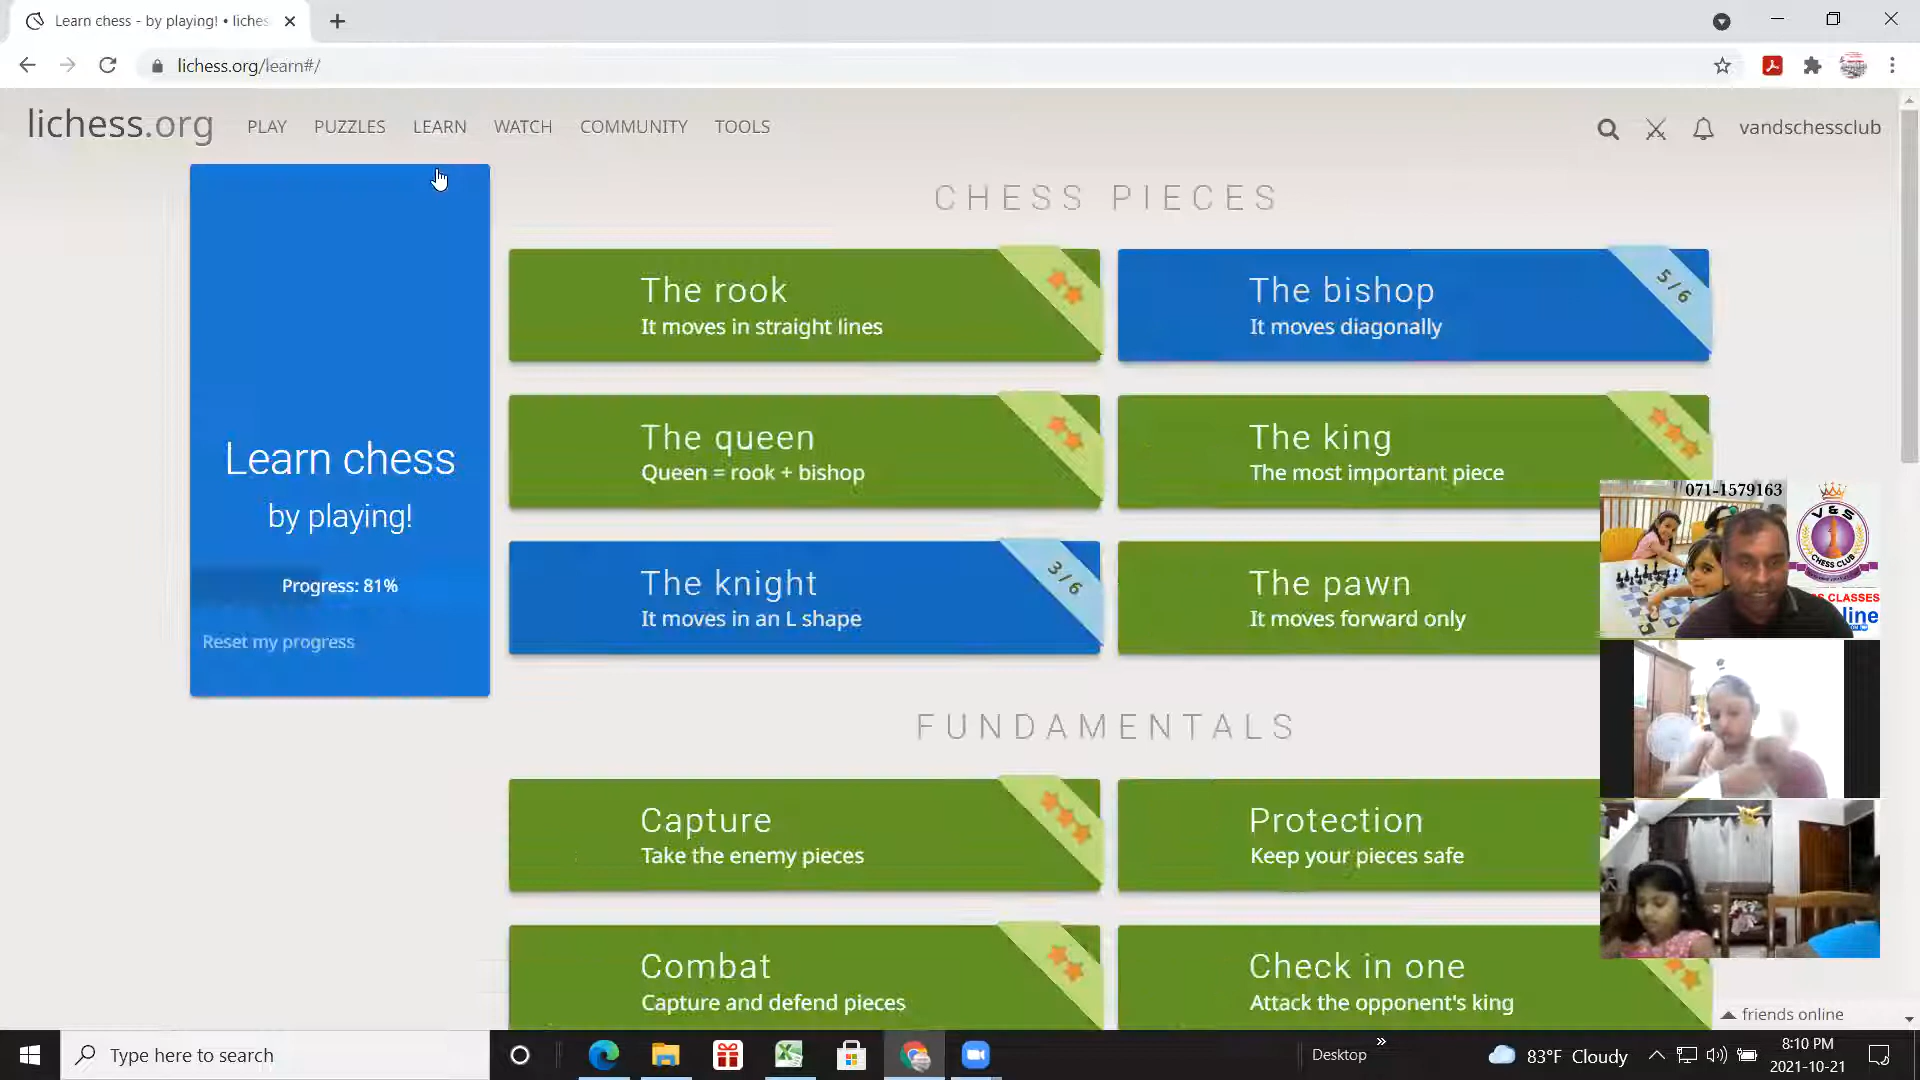 Learn chess - by playing! • liches
lichess.org/learn#/
lichess.org
PLAY
PUZZLES
LEARN
WATCH
COMMUNITY
TOOLS
vandschessclub
CHESS PIECES
The rook
It moves in straight lines
The bishop
It moves diagonally
5/6
The queen
Queen = rook + bishop
The king
The most important piece
Learn chess
by playing!
Progress: 81%
Reset my progress
The knight
It moves in an L shape
3/6
The pawn
It moves forward only
071-1579163
V & S
CHESS CLUB
S CLASSES
line
FUNDAMENTALS
Capture
Take the enemy pieces
Protection
Keep your pieces safe
Combat
Capture and defend pieces
Check in one
Attack the opponent's king
friends online
Type here to search
Desktop
83°F Cloudy
8:10 PM
2021-10-21